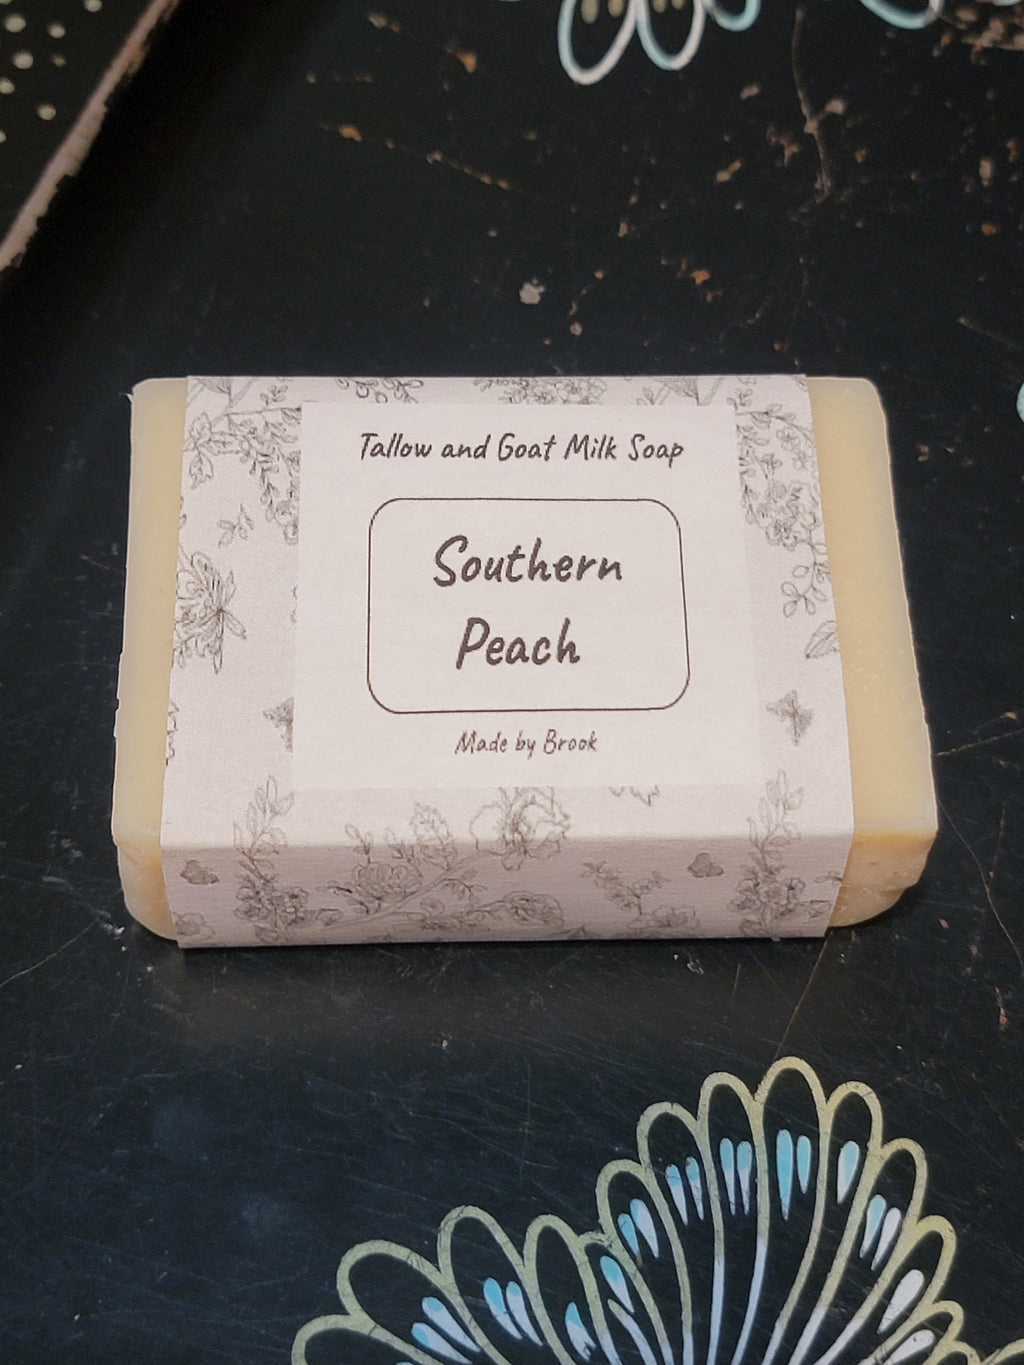 Tallow and Goat Milk Soap
Southern
Peach
Made by Brook